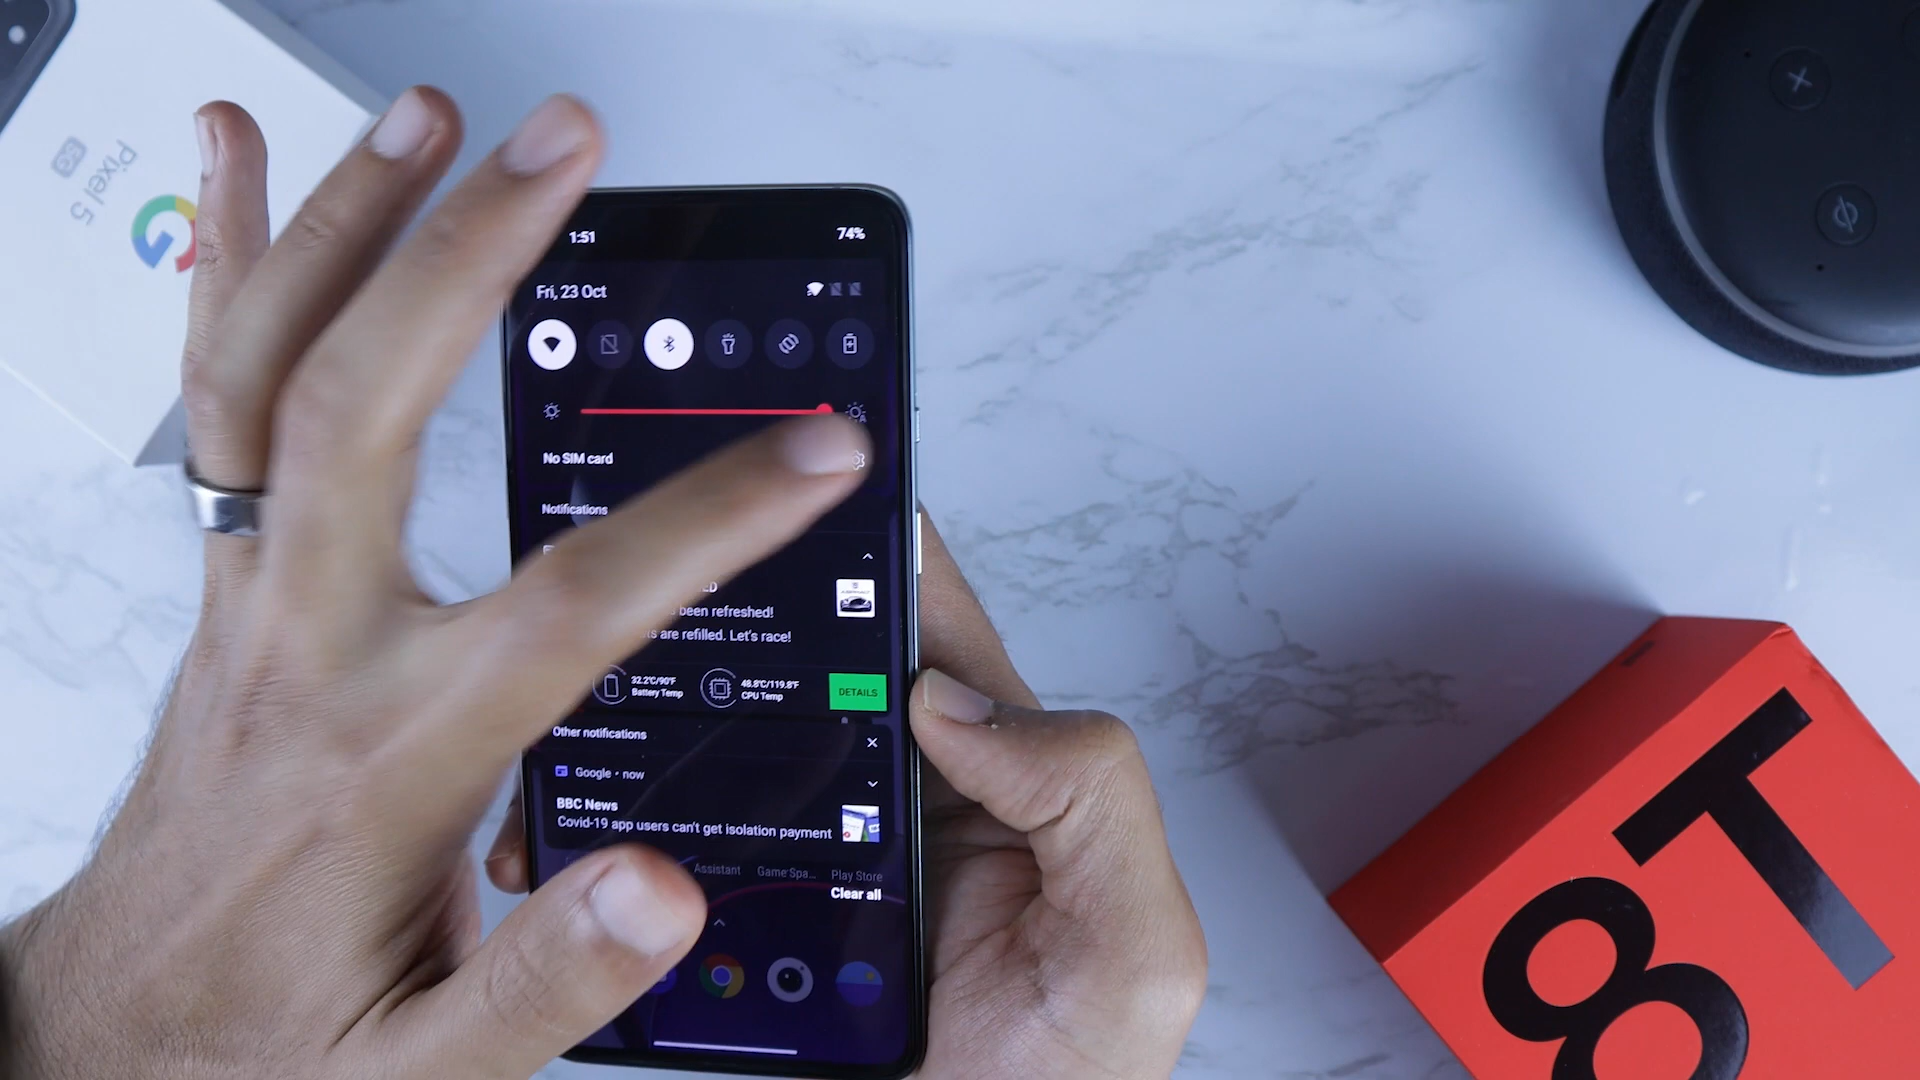 Pixel 5
5G
G
1:51
74%
Fri, 23 Oct
No SIM card
Notifications
been refreshed!
are refilled. Let's race!
32.2°C/90°F
Battery Temp
48.8°C/119.8°F
CPU Temp
DETAILS
Other notifications
Google • now
BBC News
Covid-19 app users can't get isolation payment
Assistant
Game Spa...
Play Store
Clear all
8T